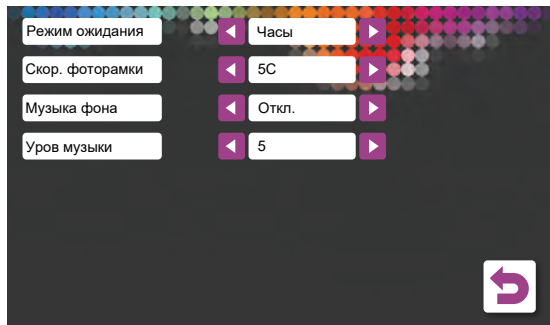 Режим ожидания Часы
Скор. фоторамки 5С
Музыка фона Откл.
Уров музыки 5